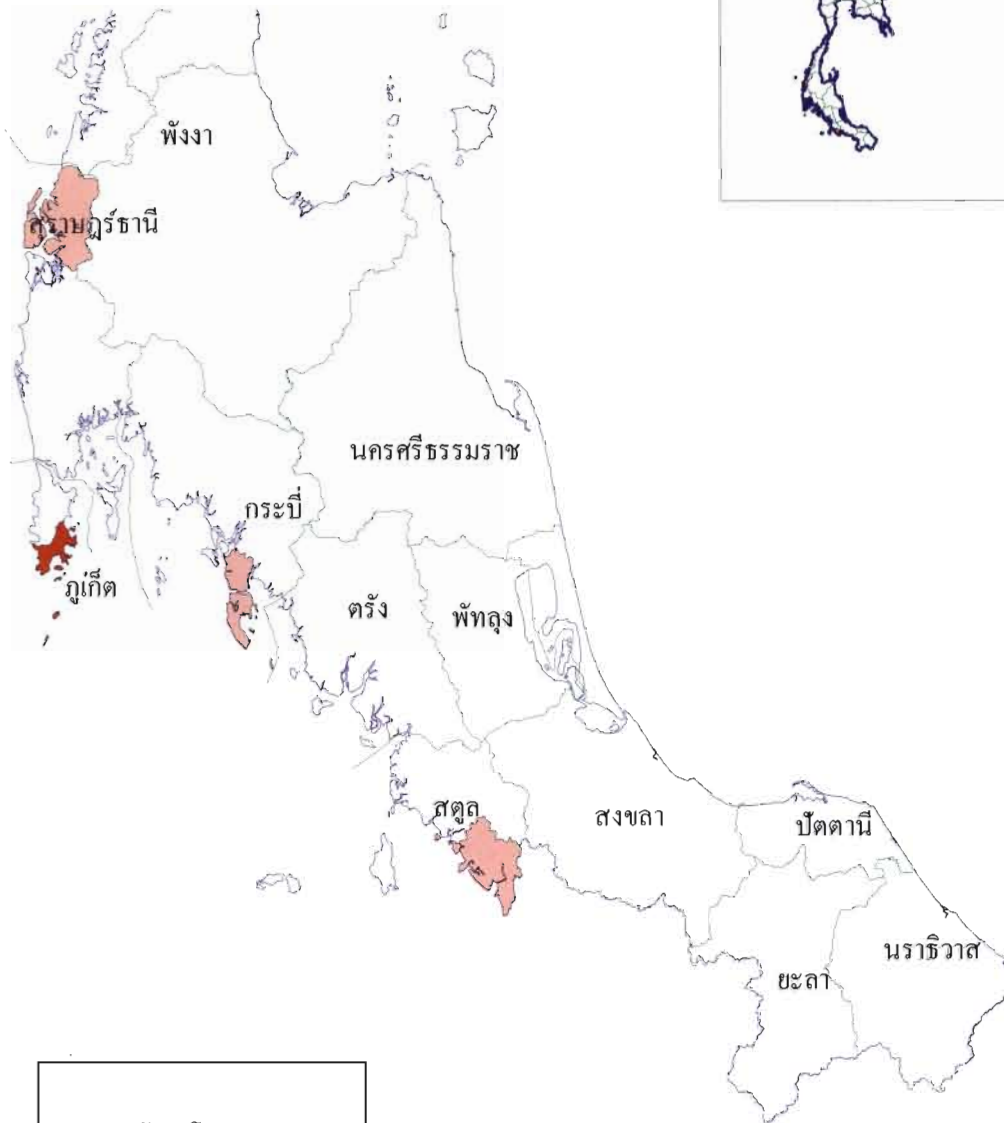 พังงา
สุราษฎร์ธานี
นครศรีธรรมราช
กระบี่
ภูเก็ต
ตรัง
พัทลุง
สตูล
สงขลา
ปัตตานี
นราธิวาส
ยะลา